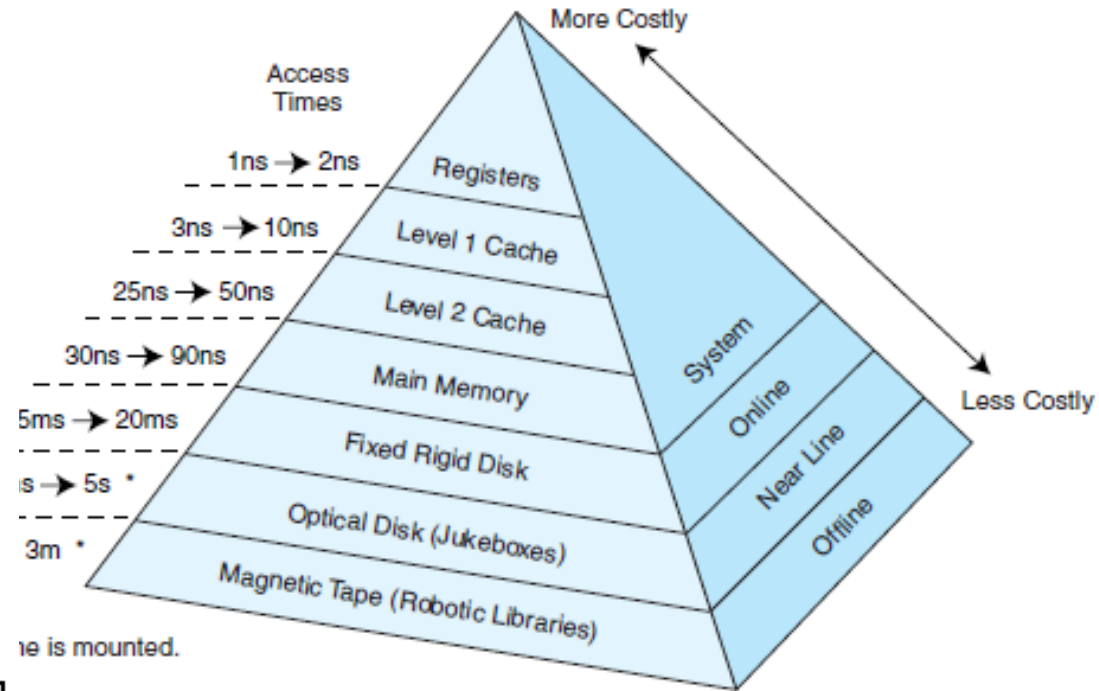 More Costly
Access
Times
1ns → 2ns
Registers
3ns → 10ns
Level 1 Cache
25ns → 50ns
Level 2 Cache
System
30ns → 90ns
Main Memory
Online
Less Costly
5ms → 20ms
Fixed Rigid Disk
Near Line
s → 5s *
Optical Disk (Jukeboxes)
Offline
3m *
Magnetic Tape (Robotic Libraries)
is mounted.